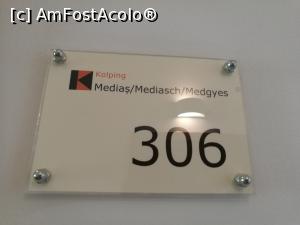 [c] AmFostAcolo®
Kolping
Mediaș/Mediasch/Medgyes
306